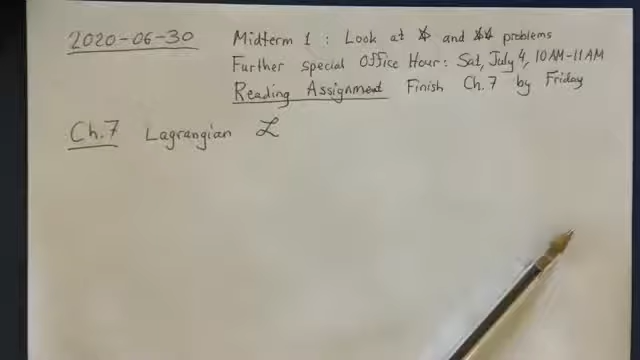 2020-06-30
Midterm 1 : Look at ☆ and ☆☆ problems
Further special Office Hour: Sat, July 4, 10AM-11AM
Reading Assignment Finish Ch.7 by Friday
Ch.7 Lagrangian ℒ